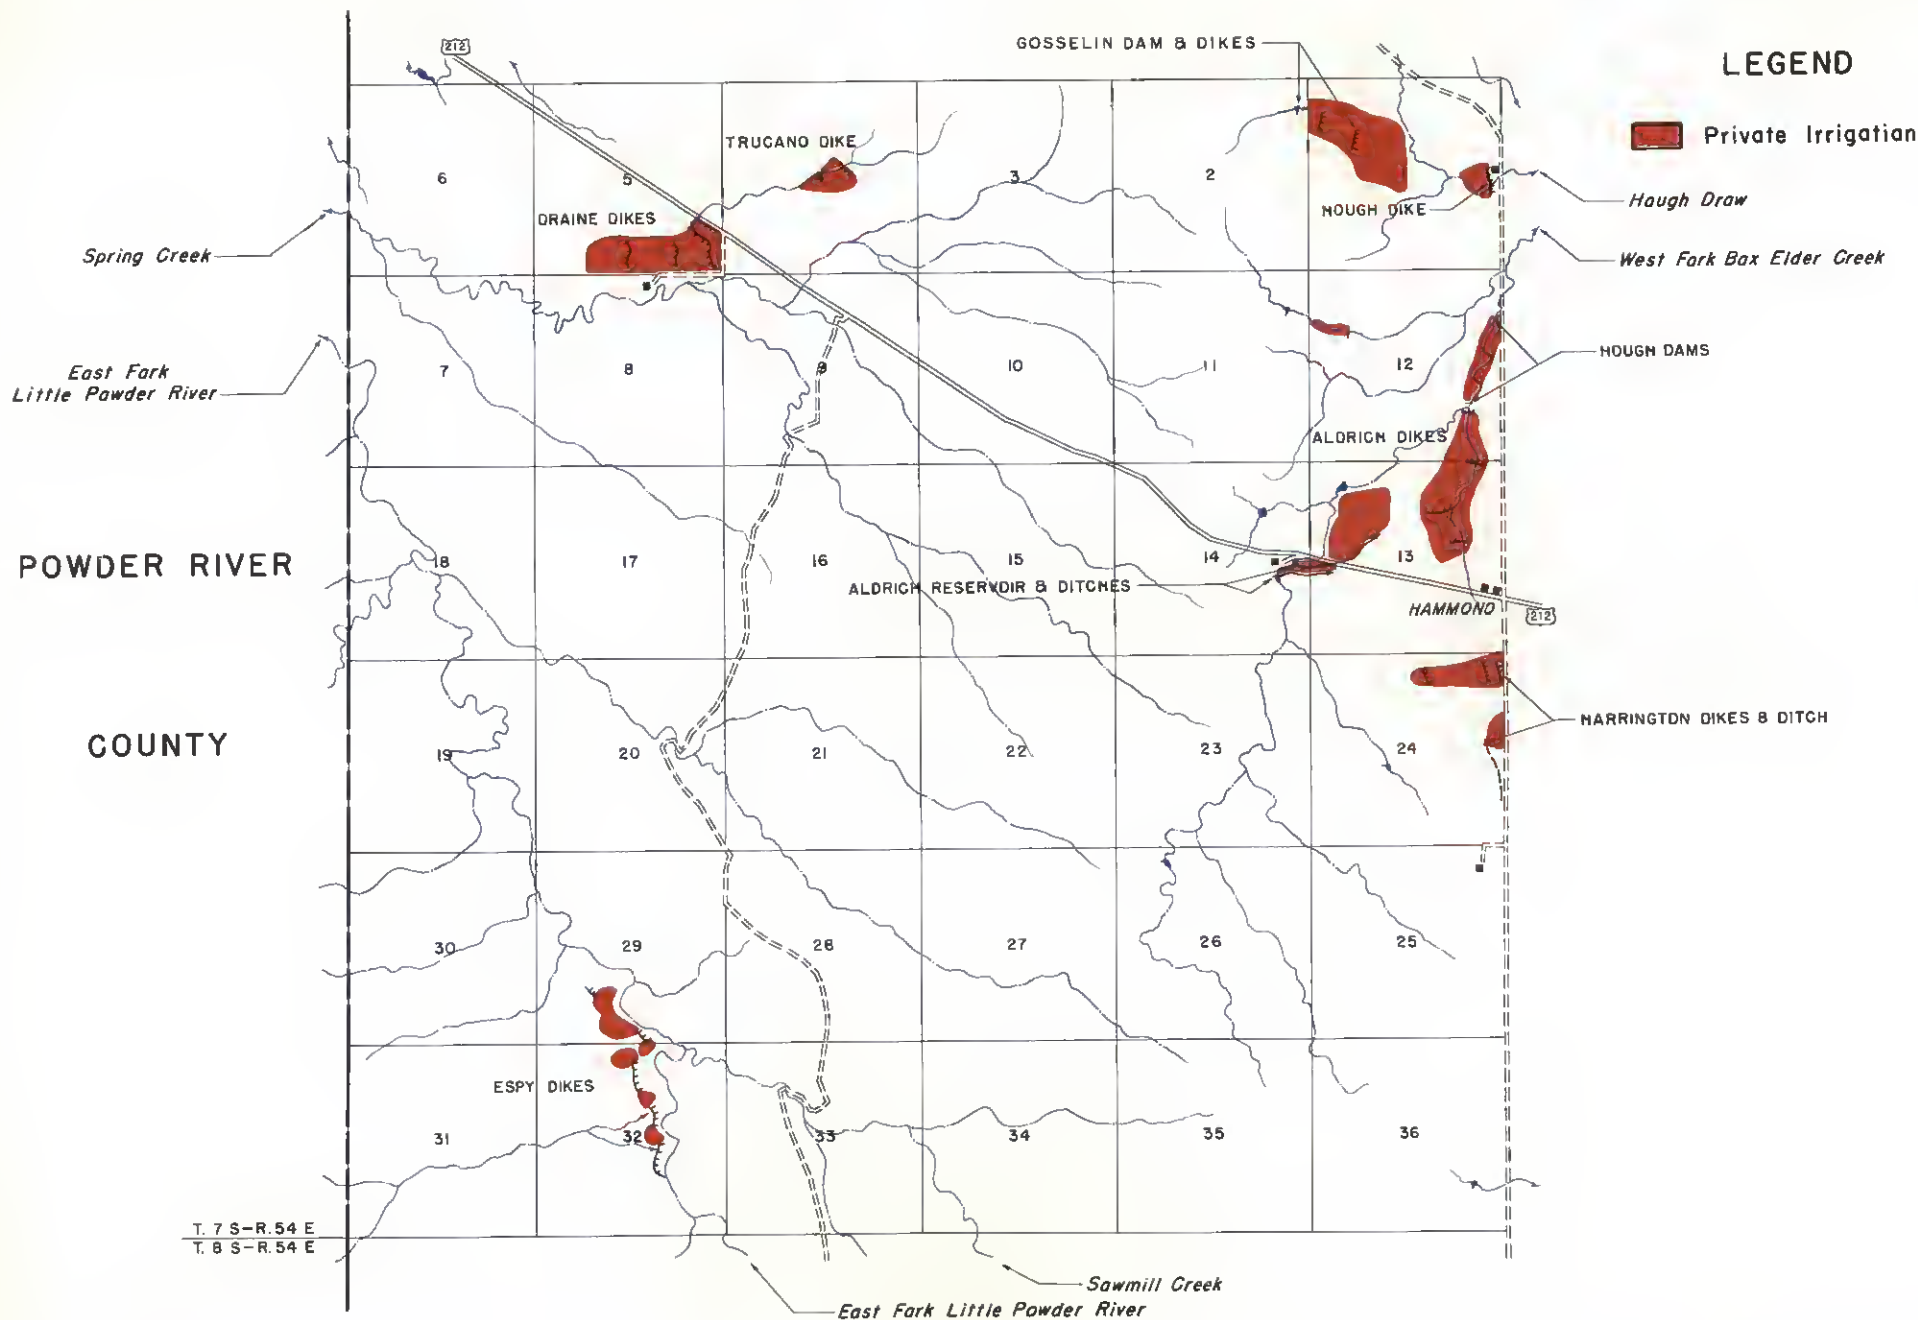 212
GOSSELIN DAM & DIKES
LEGEND
Private Irrigation
TRUCANO DIKE
6
5
3
2
HOUGH DIKE
Hough Draw
DRAINE DIKES
Spring Creek
West Fork Box Elder Creek
East Fork
Little Powder River
7
8
9
10
11
12
HOUGH DAMS
ALDRICH DIKES
POWDER RIVER
18
17
16
15
14
13
ALDRICH RESERVOIR & DITCHES
HAMMOND
212
COUNTY
19
20
21
22
23
24
HARRINGTON DIKES & DITCH
30
29
28
27
26
25
ESPY DIKES
31
32
33
34
35
36
T. 7 S-R. 54 E
T. 8 S-R. 54 E
Sawmill Creek
East Fork Little Powder River